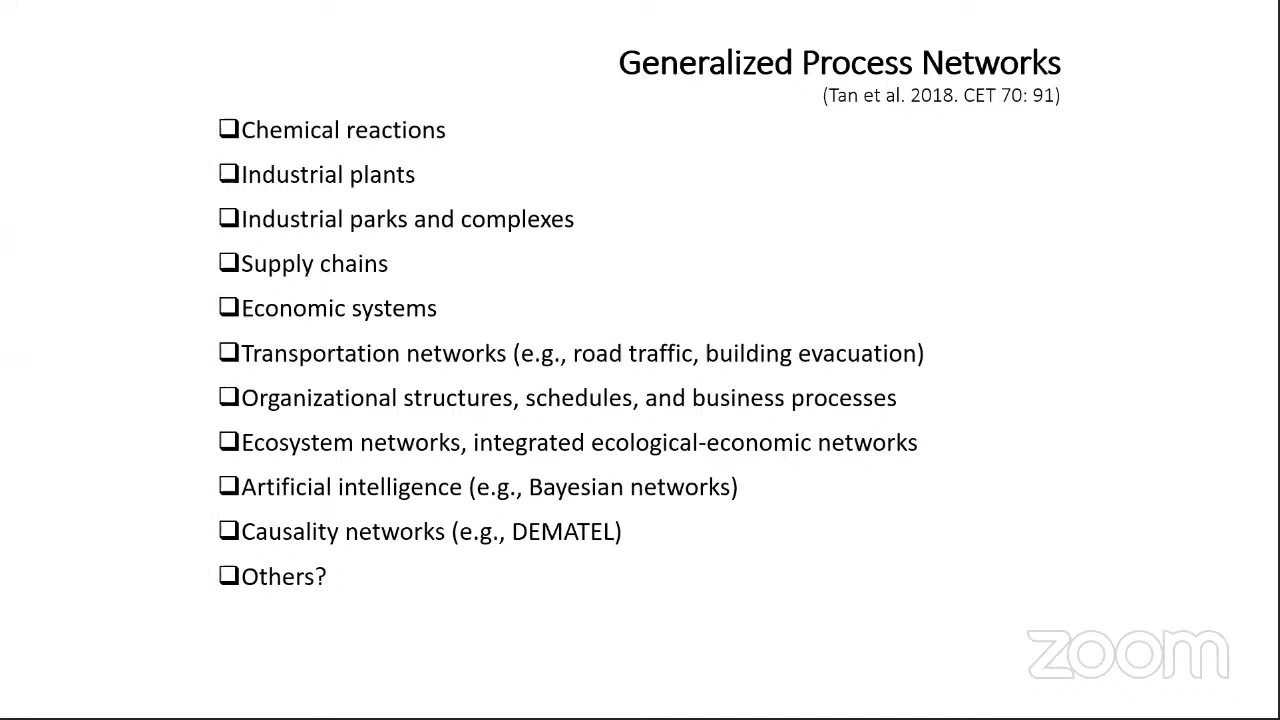 Generalized Process Networks
(Tan et al. 2018. CET 70: 91)
❑Chemical reactions
❑Industrial plants
❑Industrial parks and complexes
❑Supply chains
❑Economic systems
❑Transportation networks (e.g., road traffic, building evacuation)
❑Organizational structures, schedules, and business processes
❑Ecosystem networks, integrated ecological-economic networks
❑Artificial intelligence (e.g., Bayesian networks)
❑Causality networks (e.g., DEMATEL)
❑Others?
zoom